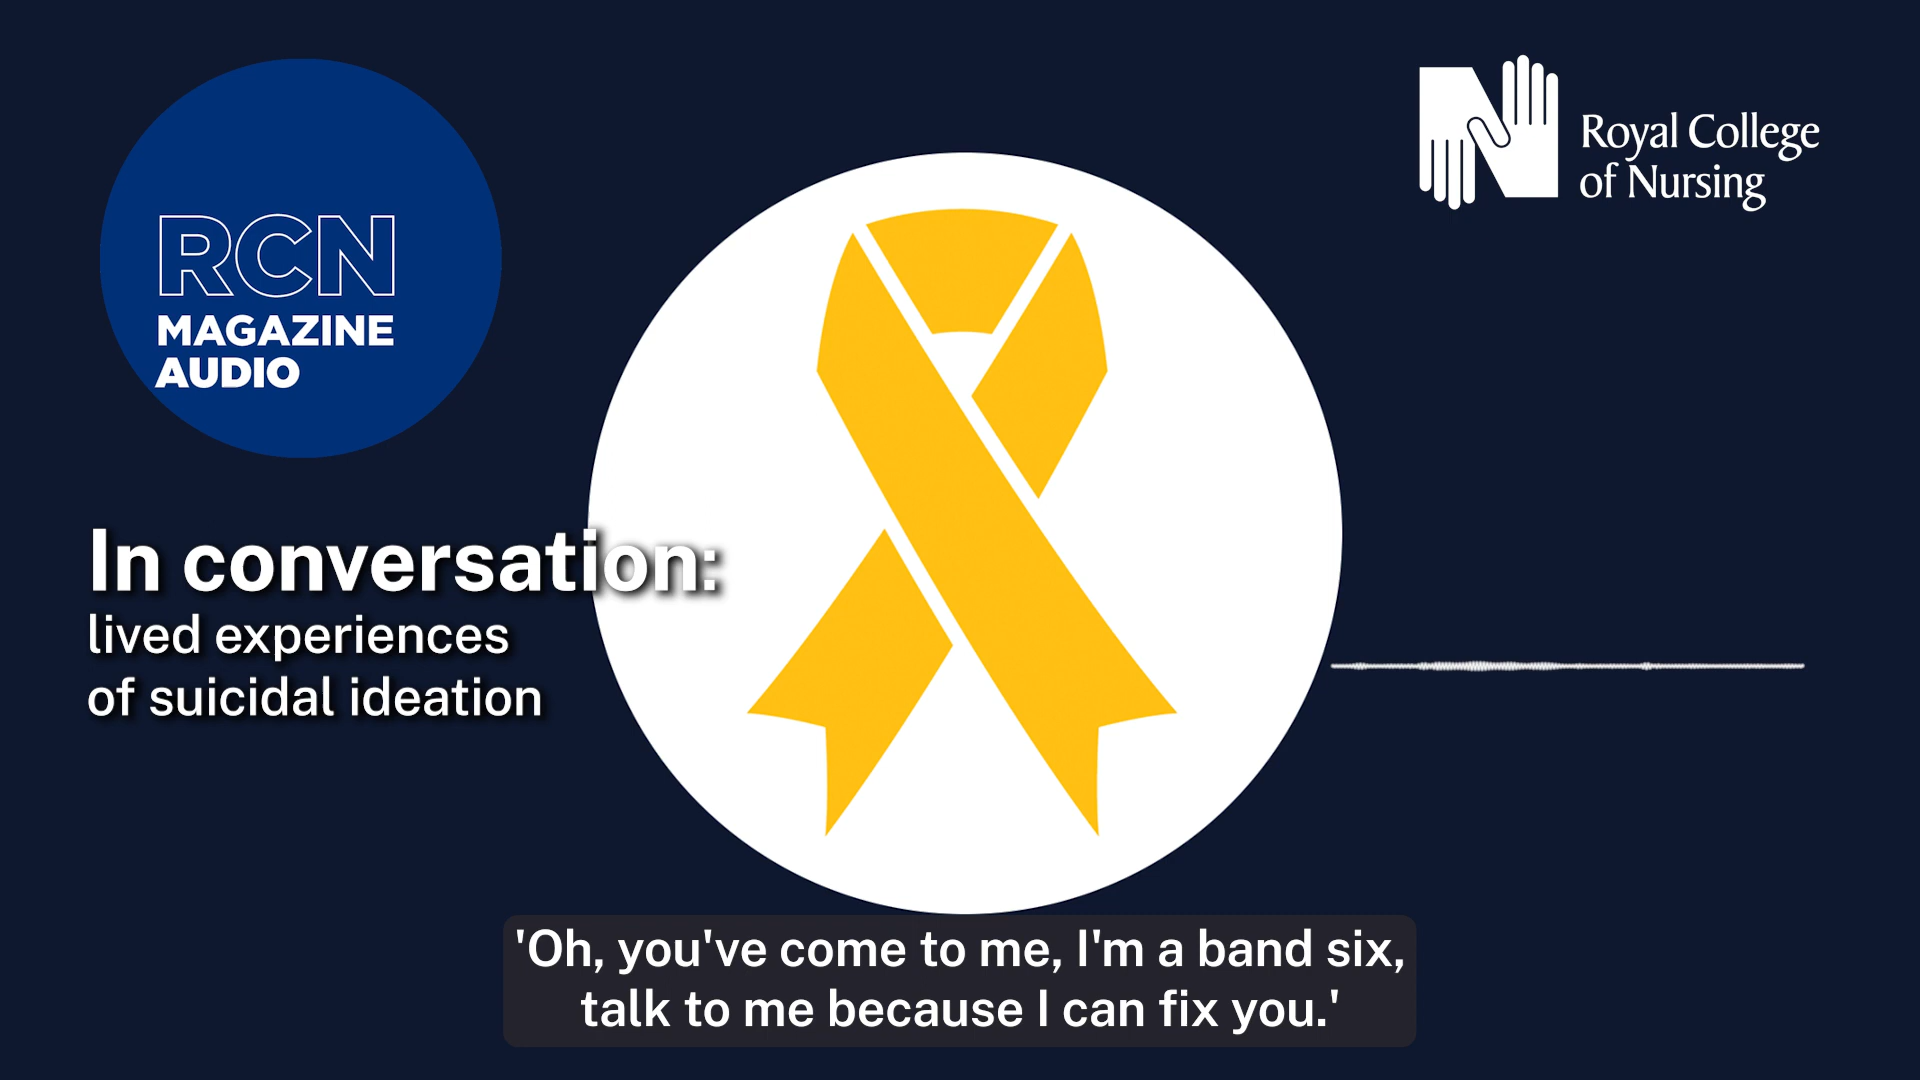 RCN
MAGAZINE
AUDIO
Royal College
of Nursing
In conversation:
lived experiences
of suicidal ideation
'Oh, you've come to me, I'm a band six,
talk to me because I can fix you.'